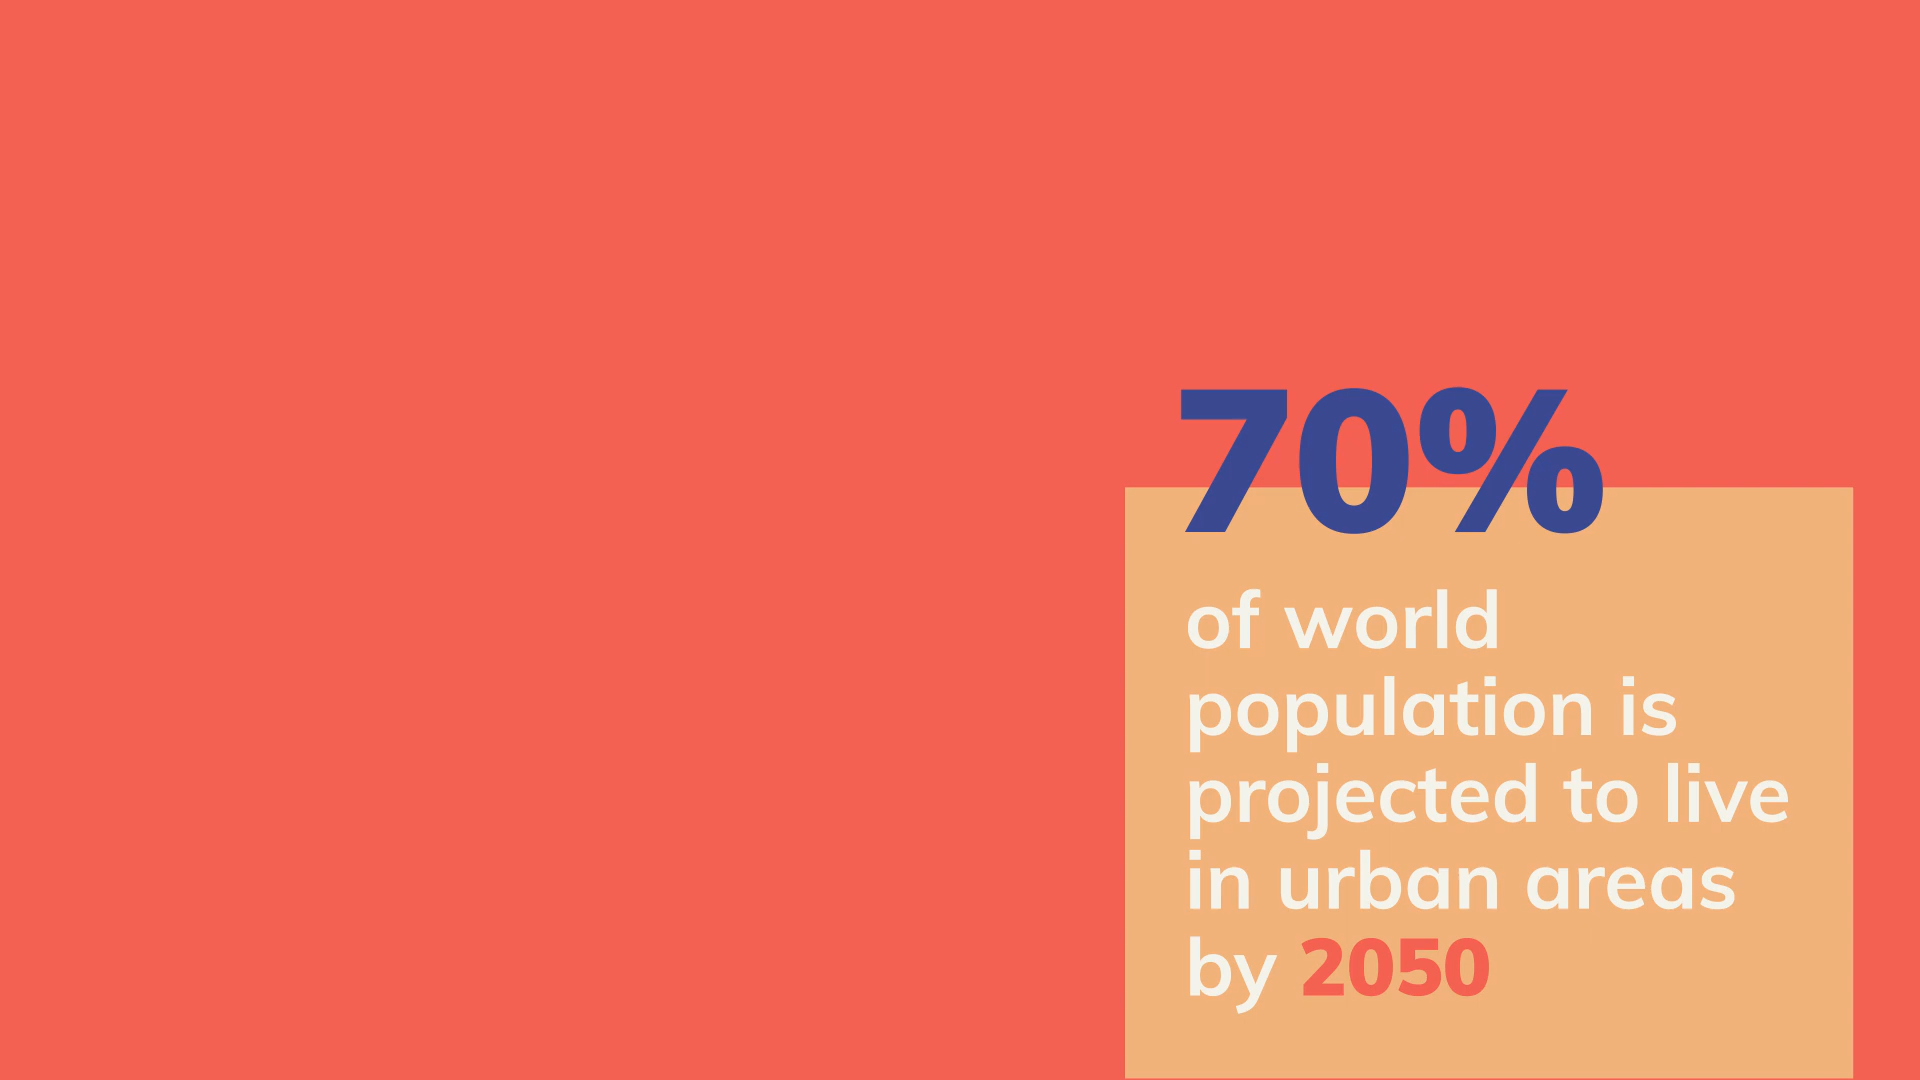 70%
of world
population is
projected to live
in urban areas
by 2050